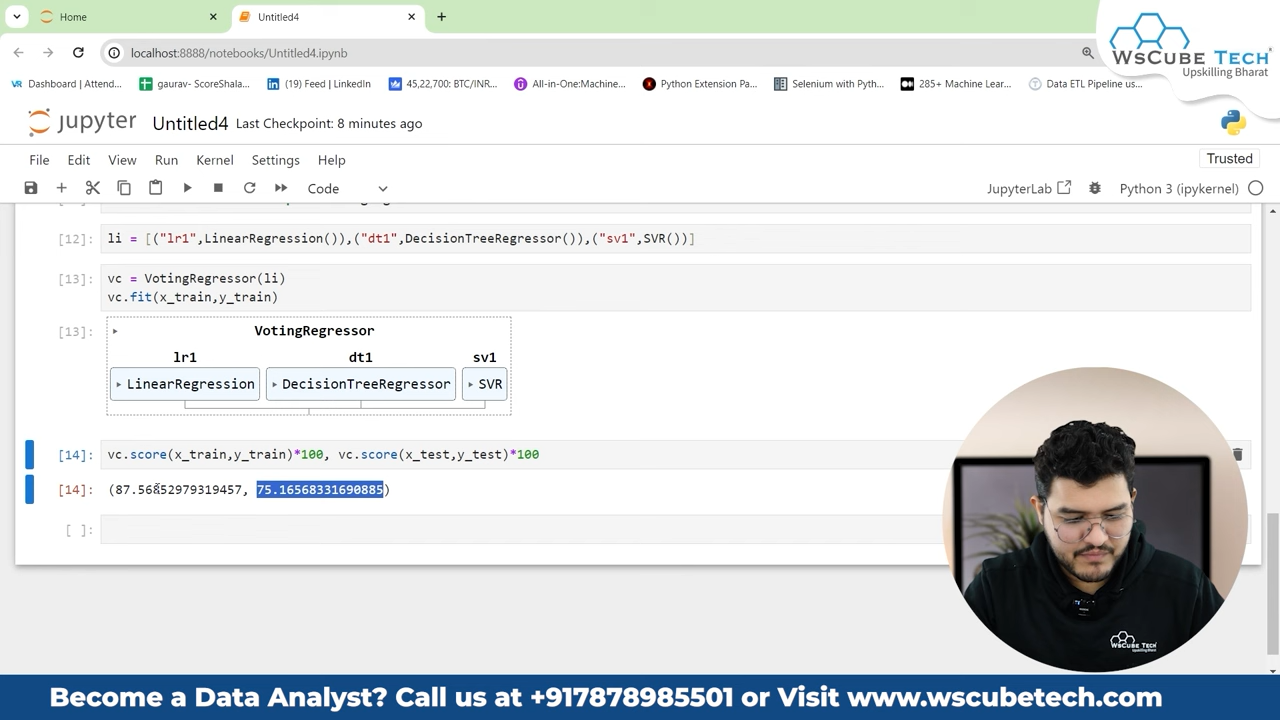 Home
Untitled4
localhost:8888/notebooks/Untitled4.ipynb
WSCUBE TECH
Upskilling Bharat
Dashboard | Attend...
gaurav- ScoreShala...
(19) Feed | LinkedIn
45,22,700: BTC/INR...
All-in-One:Machine...
Python Extension Pa...
Selenium with Pyth...
285+ Machine Lear...
Data ETL Pipeline us...
jupyter Untitled4 Last Checkpoint: 8 minutes ago
File Edit View Run Kernel Settings Help
Trusted
Code
JupyterLab
Python 3 (ipykernel)
[12]: li = [("lr1",LinearRegression()),("dt1",DecisionTreeRegressor()),("sv1",SVR())]
[13]: vc = VotingRegressor(li)
vc.fit(x_train,y_train)
[13]: VotingRegressor
lr1 dt1 sv1
LinearRegression DecisionTreeRegressor SVR
[14]: vc.score(x_train,y_train)*100, vc.score(x_test,y_test)*100
[14]: (87.56852979319457, 75.16568331690885)
[ ]:
WSCUBE TECH
Become a Data Analyst? Call us at +917878985501 or Visit www.wscubetech.com